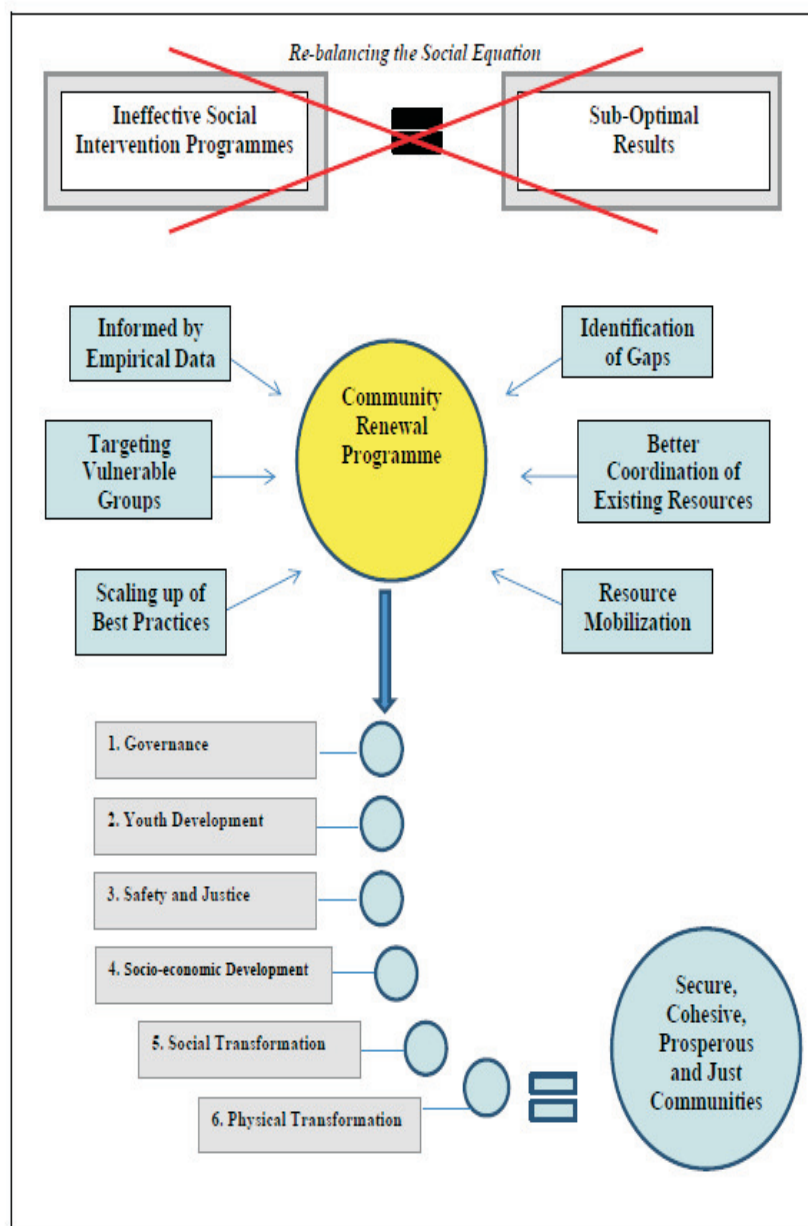 Re-balancing the Social Equation
Ineffective Social
Intervention Programmes
Sub-Optimal
Results
Informed by
Empirical Data
Identification
of Gaps
Community
Renewal
Programme
Targeting
Vulnerable
Groups
Better
Coordination of
Existing Resources
Scaling up of
Best Practices
Resource
Mobilization
1. Governance
2. Youth Development
3. Safety and Justice
4. Socio-economic Development
5. Social Transformation
6. Physical Transformation
Secure,
Cohesive,
Prosperous
and Just
Communities